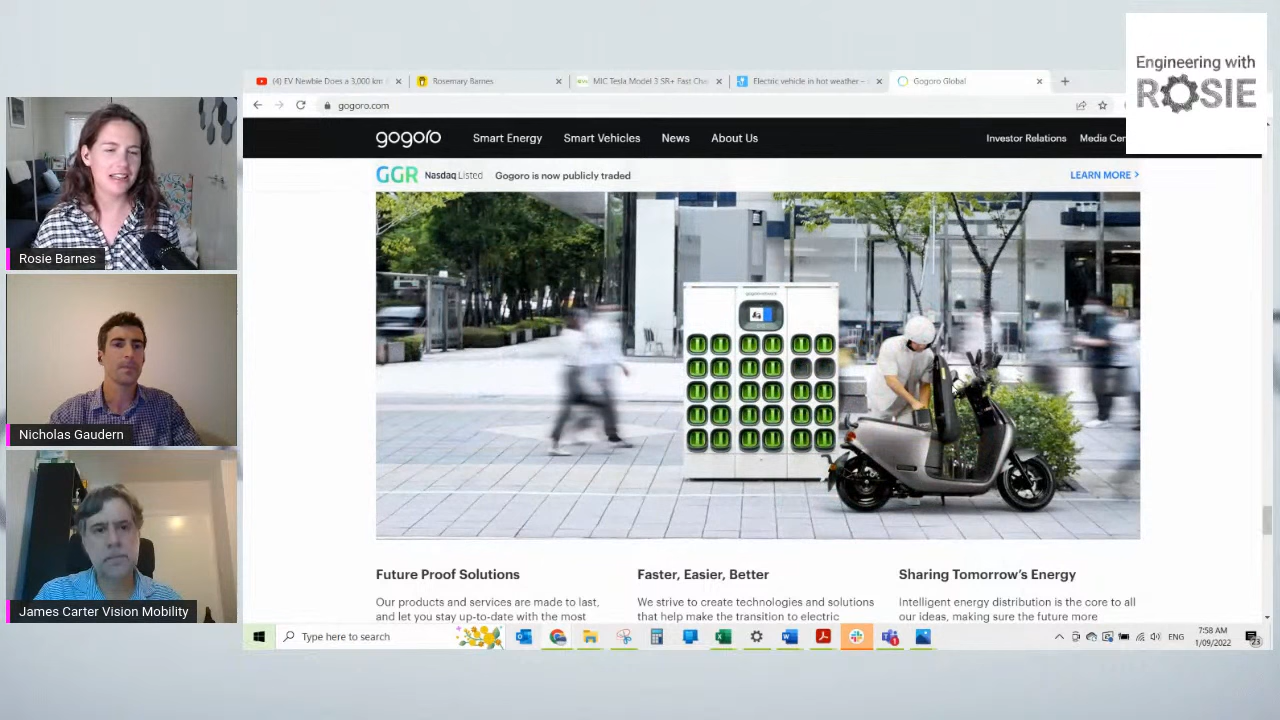 Engineering with
ROSIE
Rosie Barnes
Nicholas Gaudern
James Carter Vision Mobility
(4) EV Newbie Does a 3,000 km
Rosemary Barnes
MIC Tesla Model 3 SR+ Fast Cha
Electric vehicle in hot weather –
Gogoro Global
gogoro.com
gogoro
Smart Energy
Smart Vehicles
News
About Us
Investor Relations
Media Cen
GGR
Nasdaq Listed
Gogoro is now publicly traded
LEARN MORE >
Future Proof Solutions
Our products and services are made to last,
and let you stay up-to-date with the most
Faster, Easier, Better
We strive to create technologies and solutions
that help make the transition to electric
Sharing Tomorrow's Energy
Intelligent energy distribution is the core to all
our ideas, making sure the future more
Type here to search
ENG
7:58 AM
1/09/2022
23